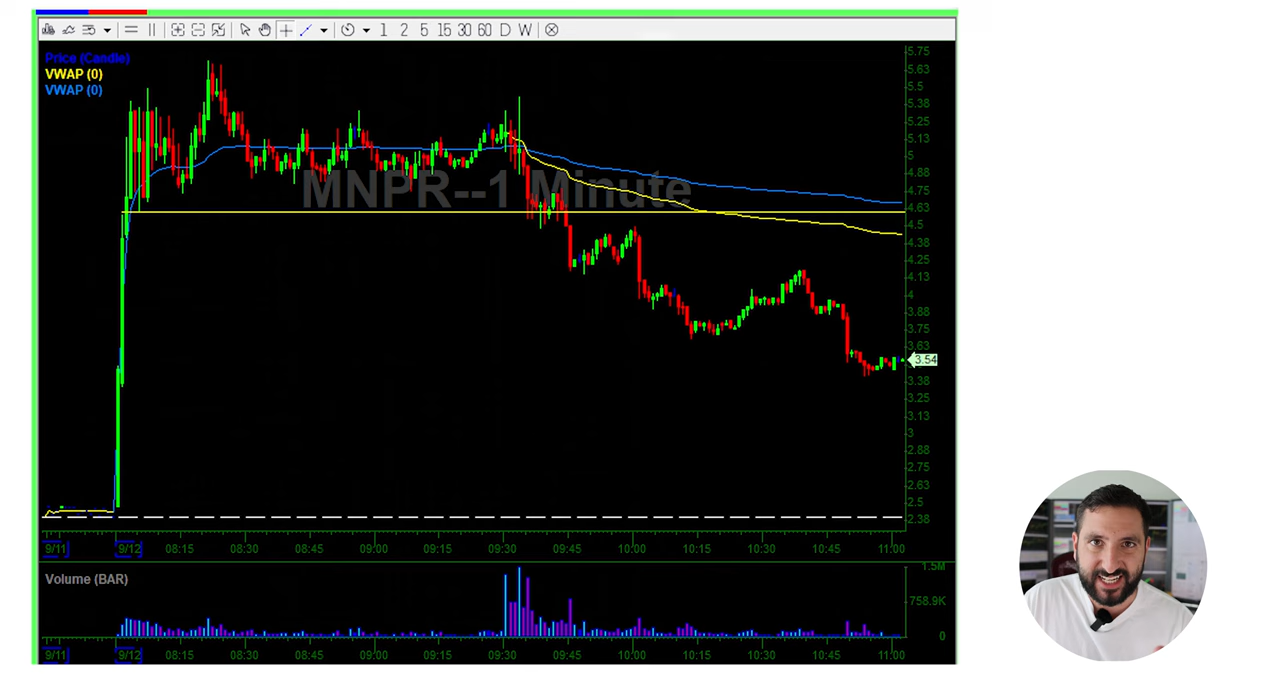 1 2 5 15 30 60 D W
Price (Candle)
VWAP (0)
VWAP (0)
MNPR--1 Minute
5.75
5.63
5.5
5.38
5.25
5.13
5
4.88
4.75
4.63
4.5
4.38
4.25
4.13
4
3.88
3.75
3.63
3.54
3.38
3.25
3.13
3
2.88
2.75
2.63
2.5
2.38
9/11 9/12 08:15 08:30 08:45 09:00 09:15 09:30 09:45 10:00 10:15 10:30 10:45 11:00
Volume (BAR)
1.5M
758.9K
0
9/11 9/12 08:15 08:30 08:45 09:00 09:15 09:30 09:45 10:00 10:15 10:30 10:45 11:00